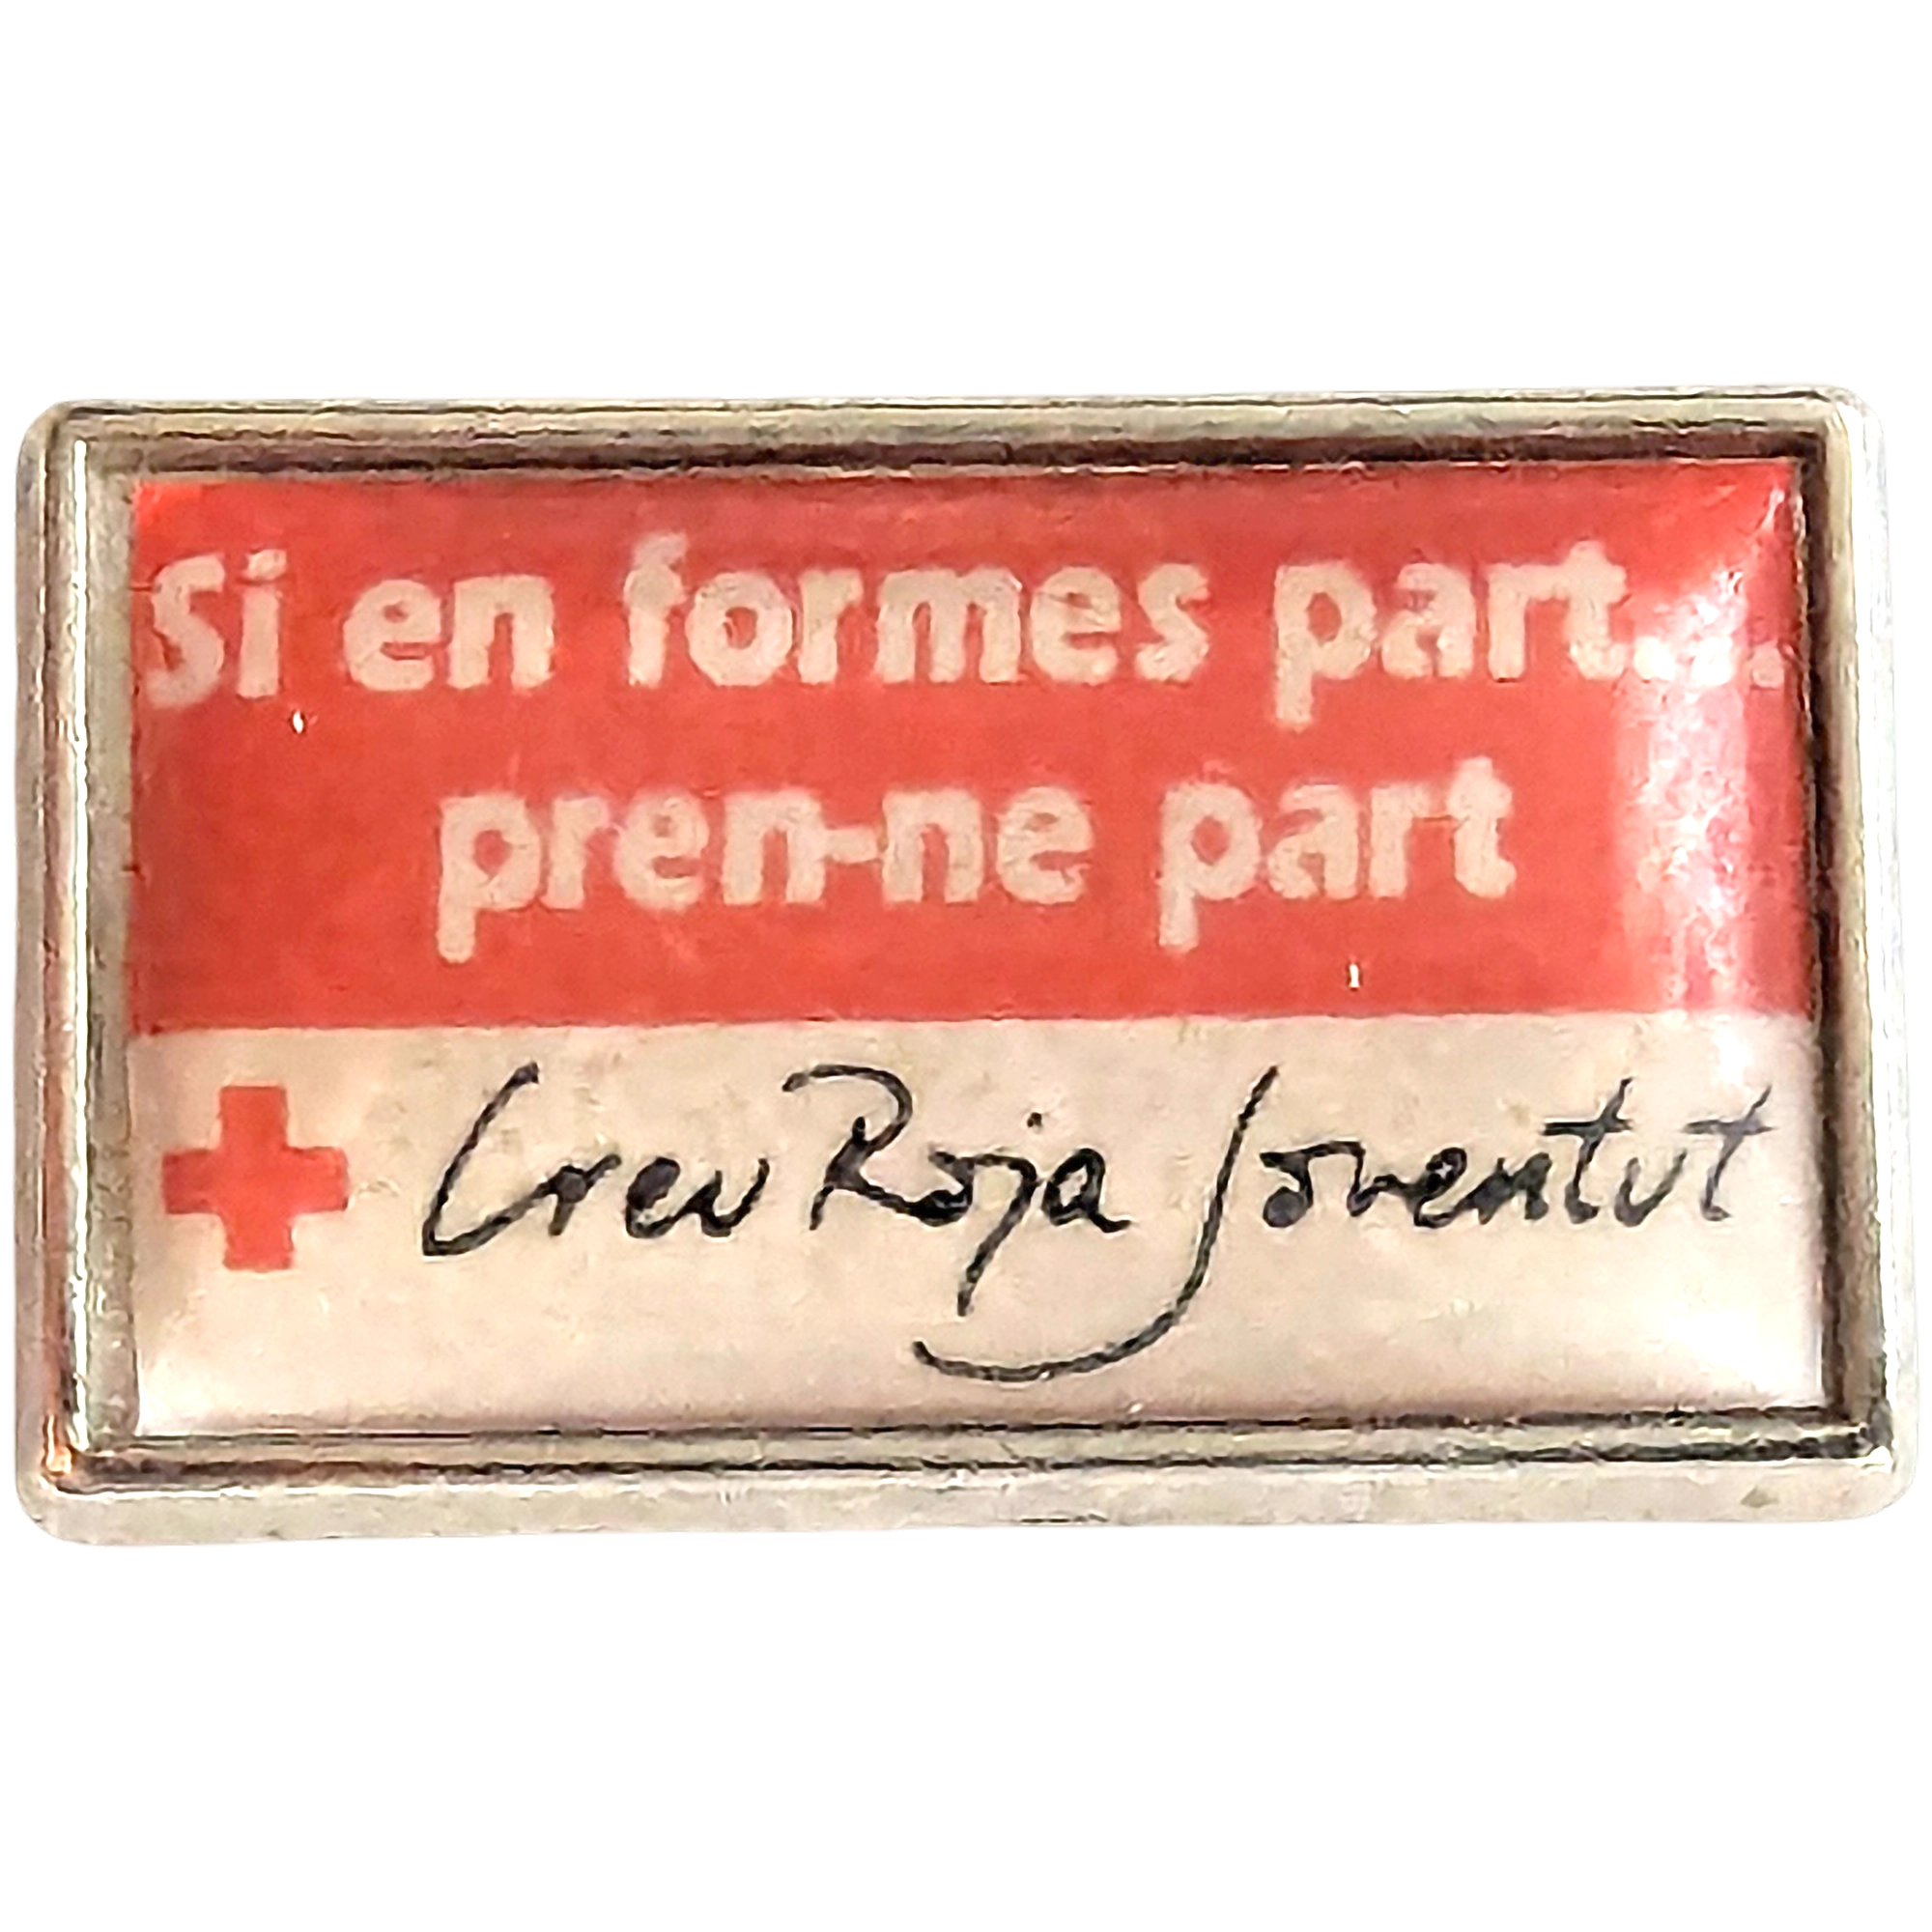 Si en formes part...
pren-ne part
Creu Roja Joventut